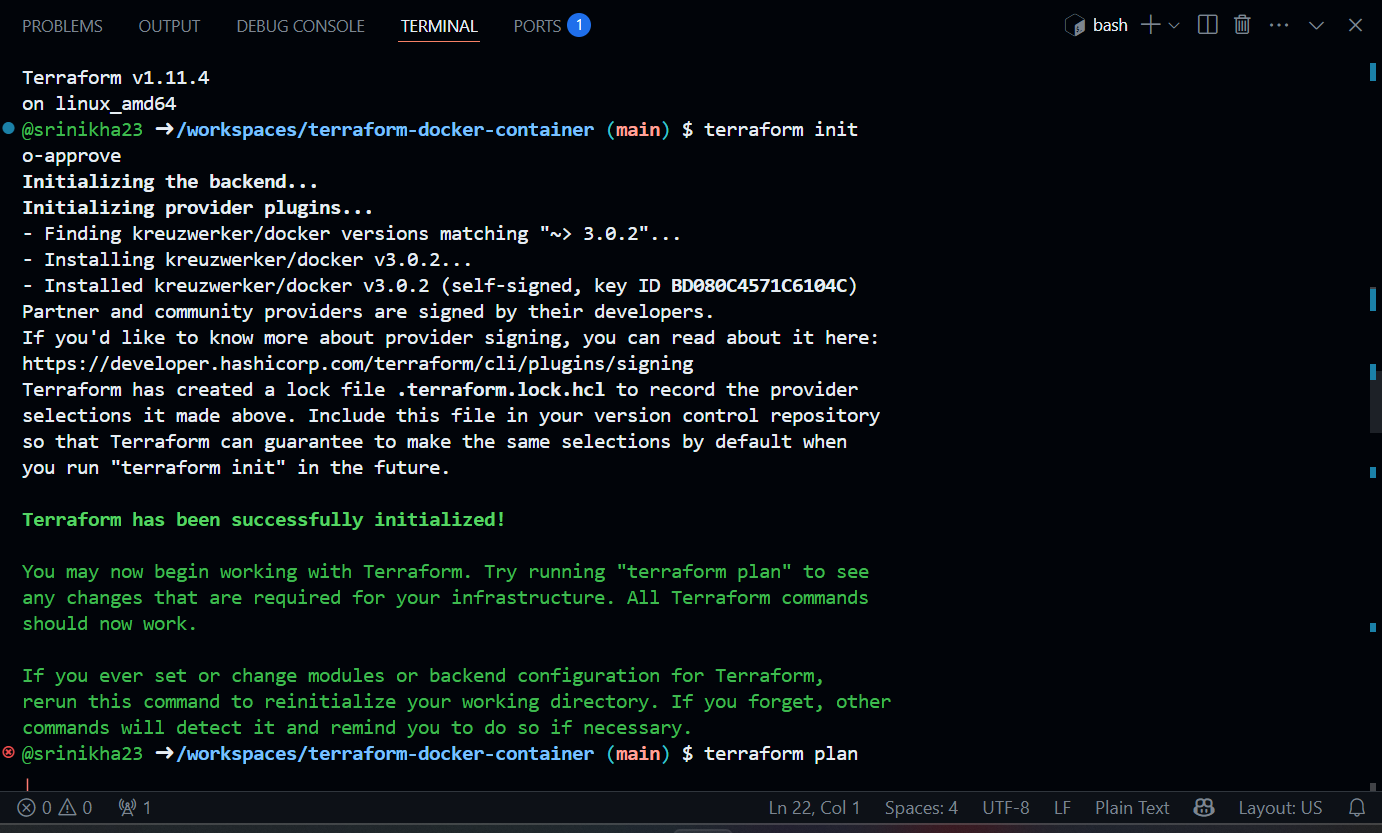 PROBLEMS OUTPUT DEBUG CONSOLE TERMINAL PORTS 1 bash
Terraform v1.11.4
on linux_amd64
@srinikha23 ➜/workspaces/terraform-docker-container (main) $ terraform init
o-approve
Initializing the backend...
Initializing provider plugins...
- Finding kreuzwerker/docker versions matching "~> 3.0.2"...
- Installing kreuzwerker/docker v3.0.2...
- Installed kreuzwerker/docker v3.0.2 (self-signed, key ID BD080C4571C6104C)
Partner and community providers are signed by their developers.
If you'd like to know more about provider signing, you can read about it here:
https://developer.hashicorp.com/terraform/cli/plugins/signing
Terraform has created a lock file .terraform.lock.hcl to record the provider
selections it made above. Include this file in your version control repository
so that Terraform can guarantee to make the same selections by default when
you run "terraform init" in the future.
Terraform has been successfully initialized!
You may now begin working with Terraform. Try running "terraform plan" to see
any changes that are required for your infrastructure. All Terraform commands
should now work.
If you ever set or change modules or backend configuration for Terraform,
rerun this command to reinitialize your working directory. If you forget, other
commands will detect it and remind you to do so if necessary.
@srinikha23 ➜/workspaces/terraform-docker-container (main) $ terraform plan
0 0 1 Ln 22, Col 1 Spaces: 4 UTF-8 LF Plain Text Layout: US